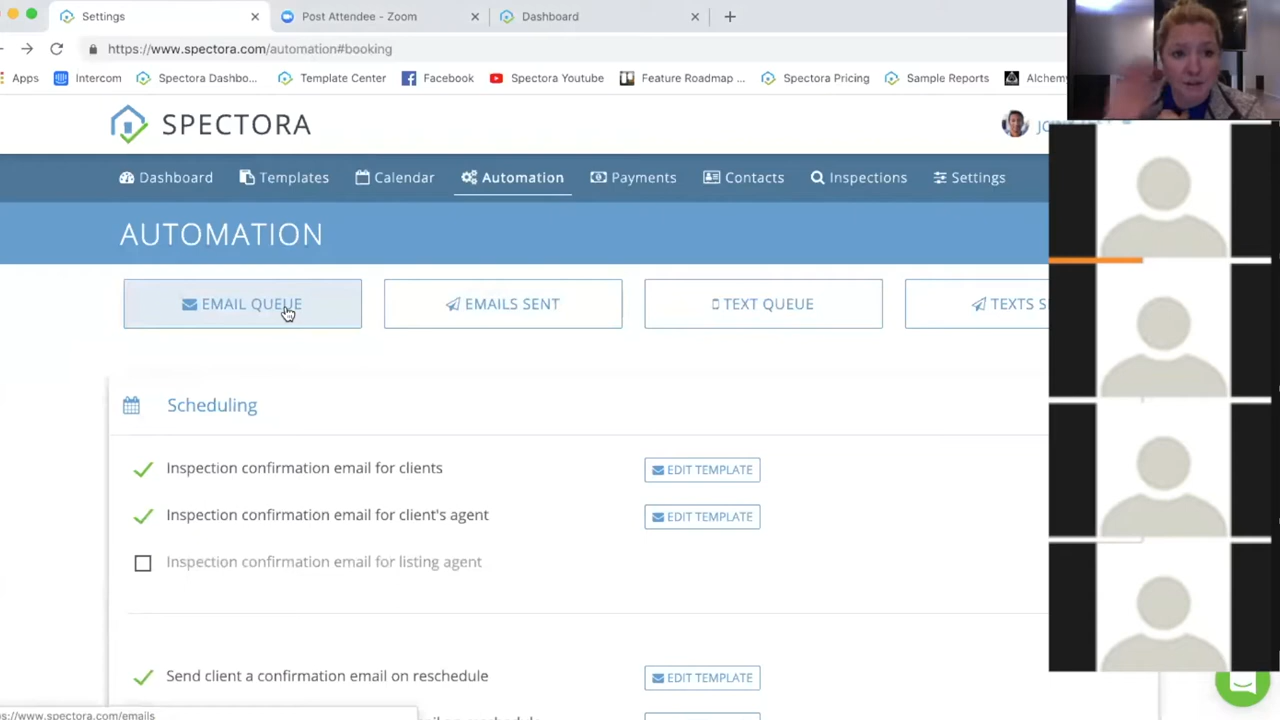 Settings
Post Attendee - Zoom
Dashboard
https://www.spectora.com/automation#booking
Apps
Intercom
Spectora Dashbo...
Template Center
Facebook
Spectora Youtube
Feature Roadmap ...
Spectora Pricing
Sample Reports
Alchem
SPECTORA
Dashboard
Templates
Calendar
Automation
Payments
Contacts
Inspections
Settings
AUTOMATION
EMAIL QUEUE
EMAILS SENT
TEXT QUEUE
TEXTS S
Scheduling
Inspection confirmation email for clients
EDIT TEMPLATE
Inspection confirmation email for client's agent
EDIT TEMPLATE
Inspection confirmation email for listing agent
Send client a confirmation email on reschedule
EDIT TEMPLATE
s://www.spectora.com/emails